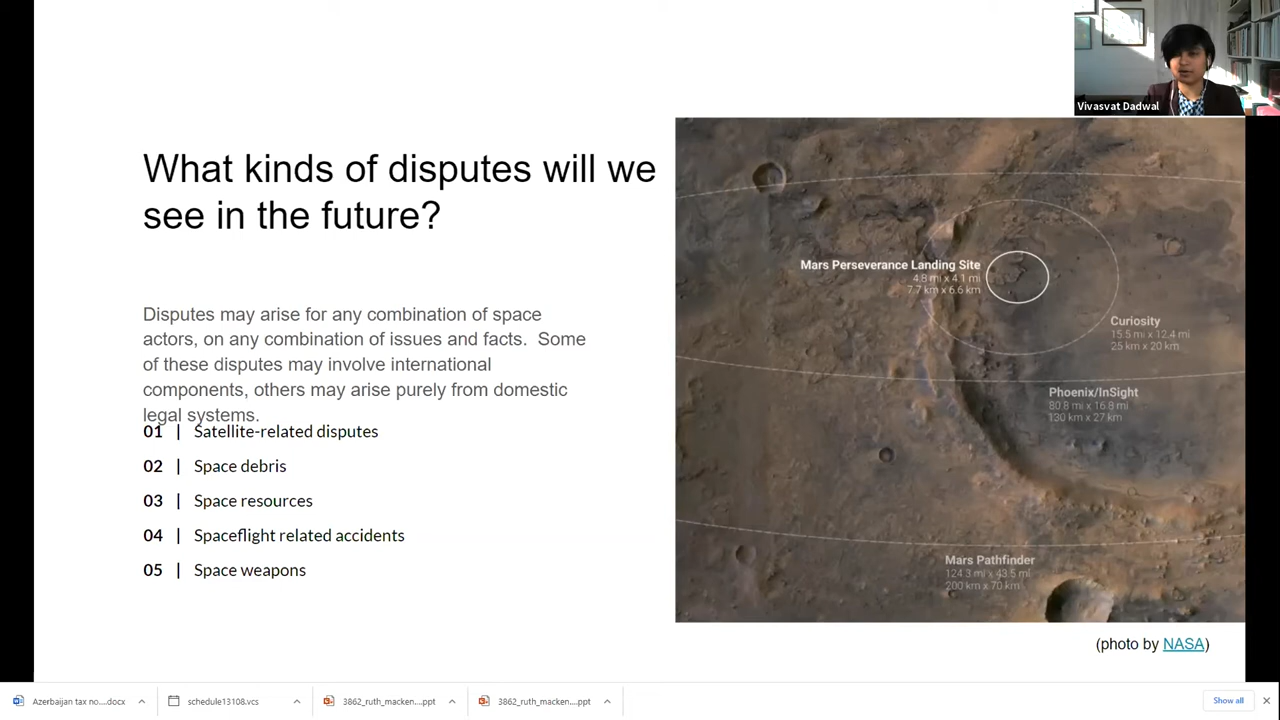 Vivasvat Dadwal
What kinds of disputes will we
see in the future?
Disputes may arise for any combination of space
actors, on any combination of issues and facts. Some
of these disputes may involve international
components, others may arise purely from domestic
legal systems.
01 | Satellite-related disputes
02 | Space debris
03 | Space resources
04 | Spaceflight related accidents
05 | Space weapons
Mars Perseverance Landing Site
4.8 mi x 4.1 mi
7.7 km x 6.6 km
Curiosity
15.5 mi x 12.4 mi
25 km x 20 km
Phoenix/InSight
80.8 mi x 16.8 mi
130 km x 27 km
Mars Pathfinder
124.3 mi x 43.5 mi
200 km x 70 km
(photo by NASA)
Azerbaijan tax no....docx
schedule13108.vcs
3862_ruth_macken....ppt
3862_ruth_macken....ppt
Show all